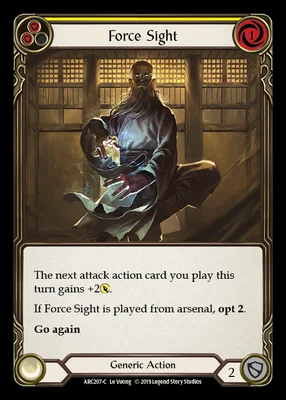 Force Sight
1
The next attack action card you play this
turn gains +2
.
If Force Sight is played from arsenal, opt 2.
Go again
Generic Action
2
ARC207-C Le Vuong © 2019 Legend Story Studios